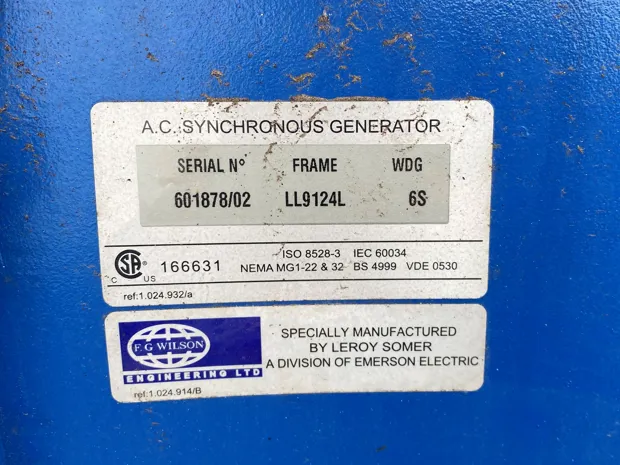 A.C. SYNCHRONOUS GENERATOR
SERIAL Nº FRAME WDG
601878/02 LL9124L 6S
ISO 8528-3 IEC 60034
C SA ® US 166631 NEMA MG1-22 & 32 BS 4999 VDE 0530
ref:1.024.932/a
F.G WILSON
ENGINEERING LTD
SPECIALLY MANUFACTURED
BY LEROY SOMER
A DIVISION OF EMERSON ELECTRIC
ref:1.024.914/B